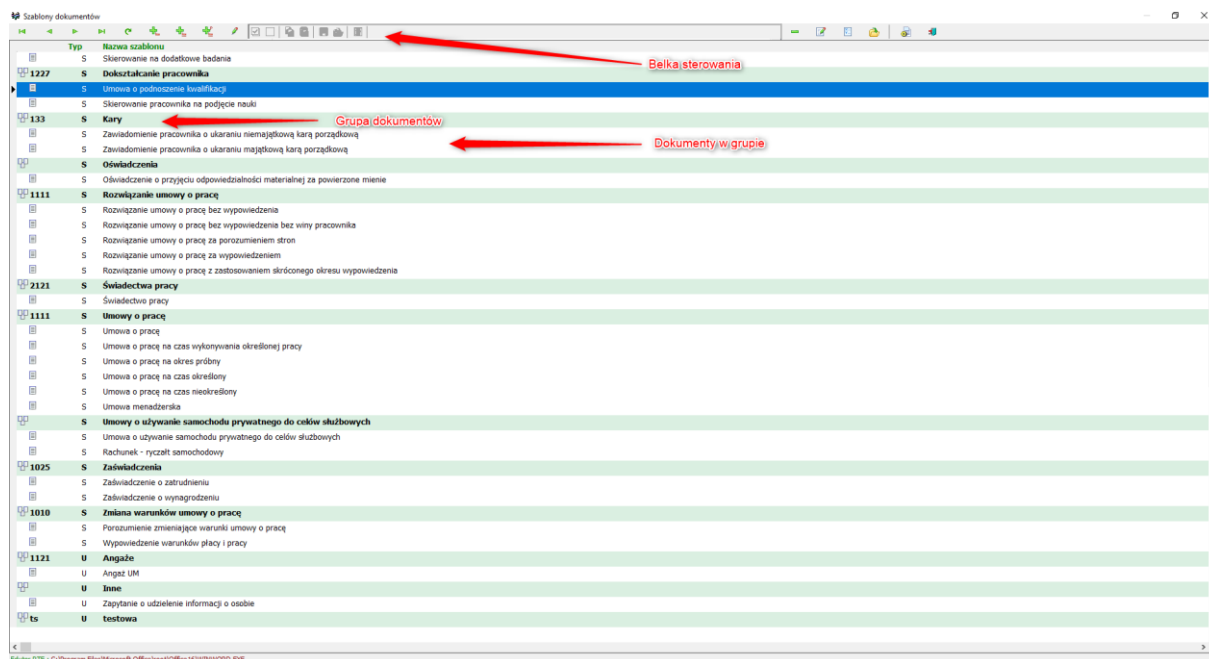 Szablony dokumentów
Belka sterowania
Typ Nazwa szablonu
S Skierowanie na dodatkowe badania
1227 S Dokształcanie pracownika
S Umowa o podnoszenie kwalifikacji
S Skierowanie pracownika na podjęcie nauki
133 S Kary Grupa dokumentów
S Zawiadomienie pracownika o ukaraniu niemajątkową karą porządkową
Dokumenty w grupie
S Zawiadomienie pracownika o ukaraniu majątkową karą porządkową
S Oświadczenia
S Oświadczenie o przyjęciu odpowiedzialności materialnej za powierzone mienie
1111 S Rozwiązanie umowy o pracę
S Rozwiązanie umowy o pracę bez wypowiedzenia
S Rozwiązanie umowy o pracę bez wypowiedzenia bez winy pracownika
S Rozwiązanie umowy o pracę za porozumieniem stron
S Rozwiązanie umowy o pracę za wypowiedzeniem
S Rozwiązanie umowy o pracę z zastosowaniem skróconego okresu wypowiedzenia
2121 S Świadectwa pracy
S Świadectwo pracy
1111 S Umowy o pracę
S Umowa o pracę
S Umowa o pracę na czas wykonywania określonej pracy
S Umowa o pracę na okres próbny
S Umowa o pracę na czas określony
S Umowa o pracę na czas nieokreślony
S Umowa menadżerska
S Umowy o używanie samochodu prywatnego do celów służbowych
S Umowa o używanie samochodu prywatnego do celów służbowych
S Rachunek - ryczałt samochodowy
1025 S Zaświadczenia
S Zaświadczenie o zatrudnieniu
S Zaświadczenie o wynagrodzeniu
1010 S Zmiana warunków umowy o pracę
S Porozumienie zmieniające warunki umowy o pracę
S Wypowiedzenie warunków płacy i pracy
1121 U Angaże
U Angaż UM
U Inne
U Zapytanie o udzielenie informacji o osobie
ts U testowa